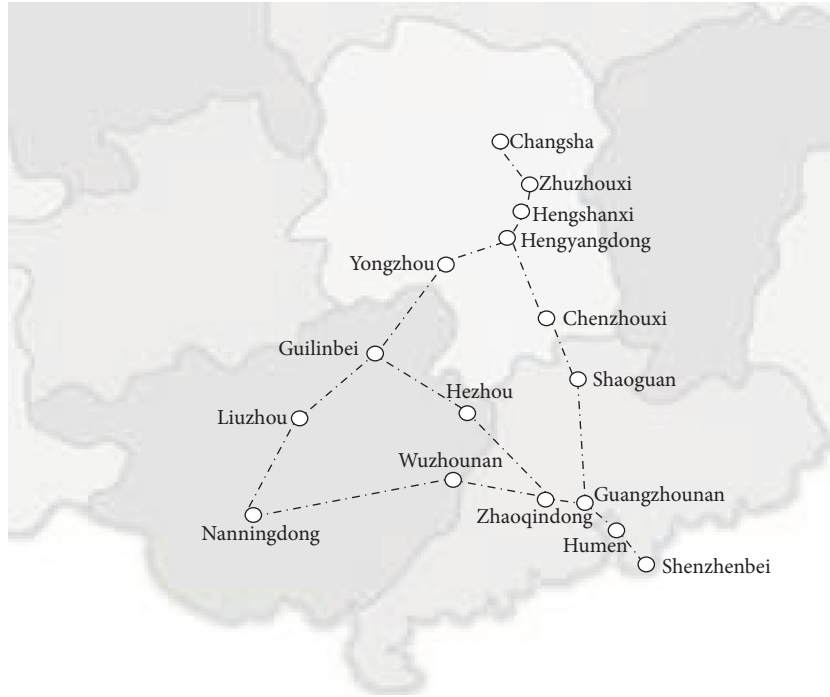 Changsha
Zhuzhouxi
Hengshanxi
Hengyangdong
Yongzhou
Chenzhouxi
Guilinbei
Shaoguan
Hezhou
Liuzhou
Wuzhounan
Guangzhounan
Zhaoqindong
Nanningdong
Humen
Shenzhenbei